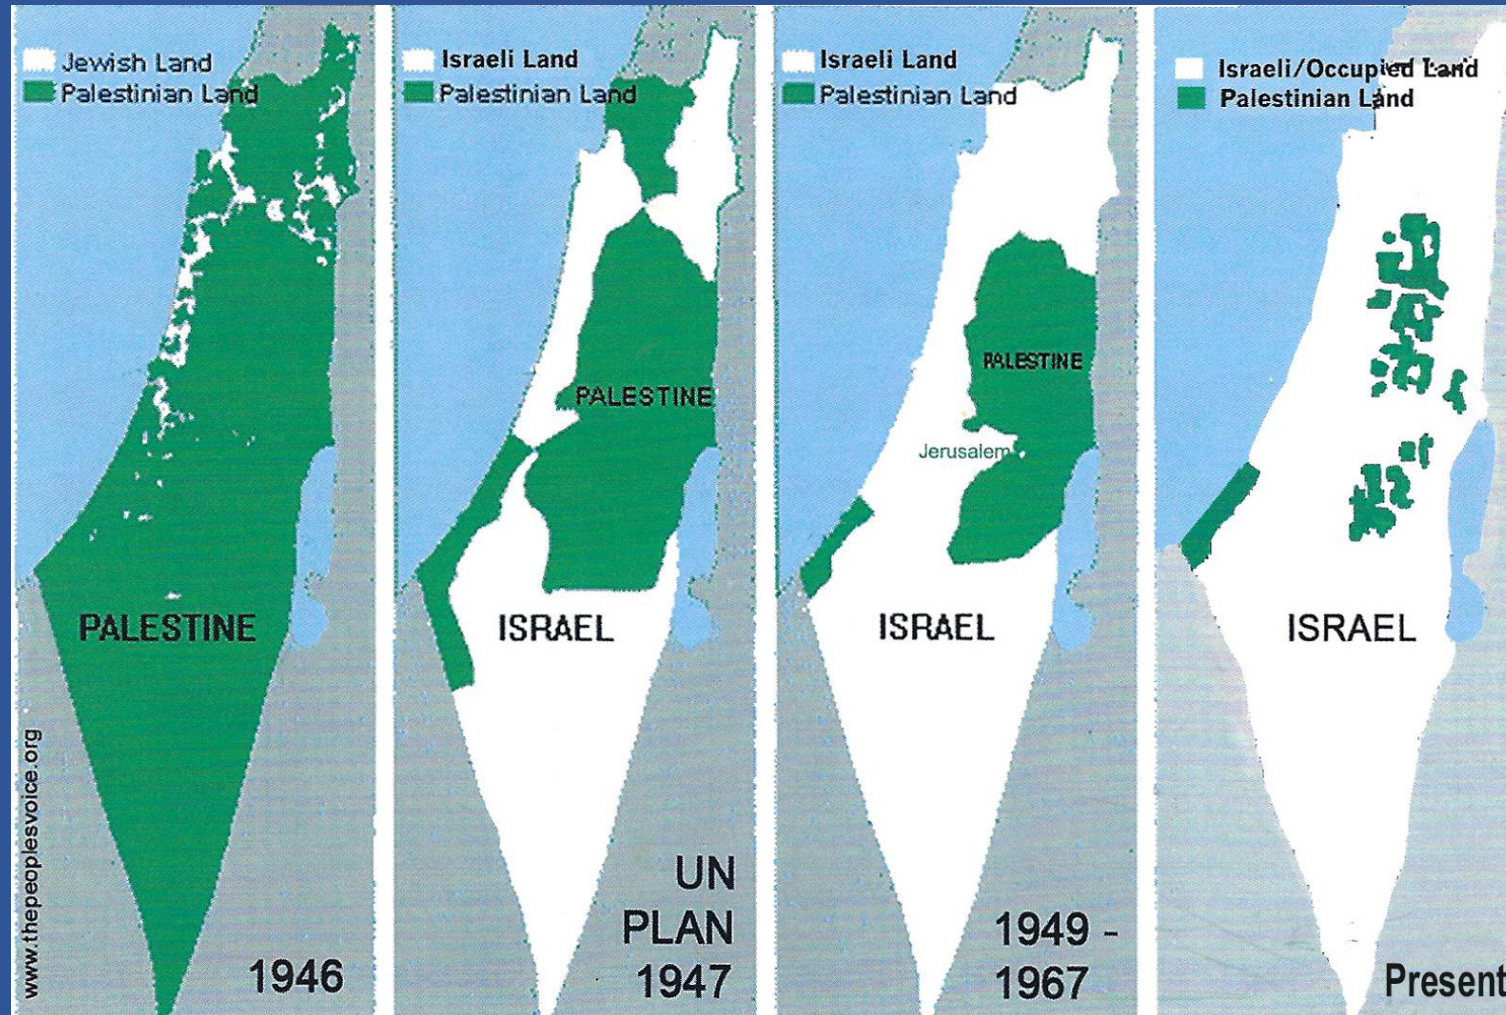 Jewish Land
Palestinian Land
PALESTINE
1946
www.thepeoplesvoice.org
Israeli Land
Palestinian Land
PALESTINE
ISRAEL
UN
PLAN
1947
Israeli Land
Palestinian Land
PALESTINE
Jerusalem
ISRAEL
1949 -
1967
Israeli/Occupied Land
Palestinian Land
ISRAEL
Present